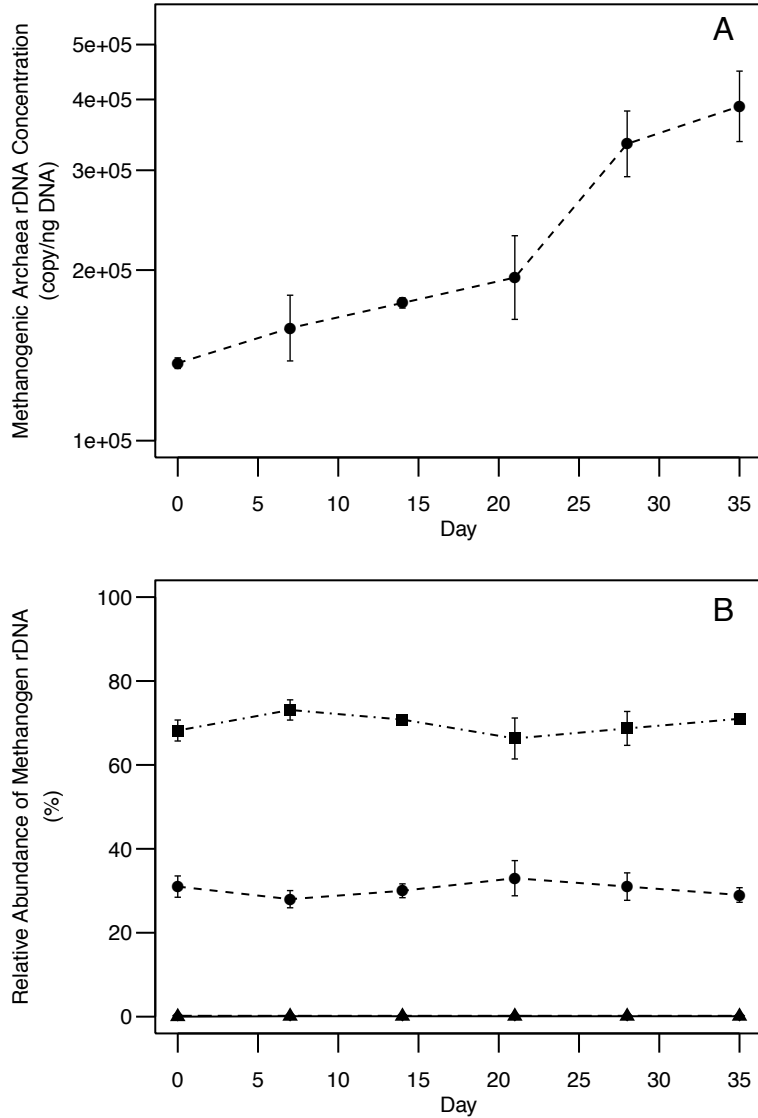 A
Methanogenic Archaea rDNA Concentration
(copy/ng DNA)
5e+05
4e+05
3e+05
2e+05
1e+05
0 5 10 15 20 25 30 35
Day
B
Relative Abundance of Methanogen rDNA
(%)
100
80
60
40
20
0
0 5 10 15 20 25 30 35
Day